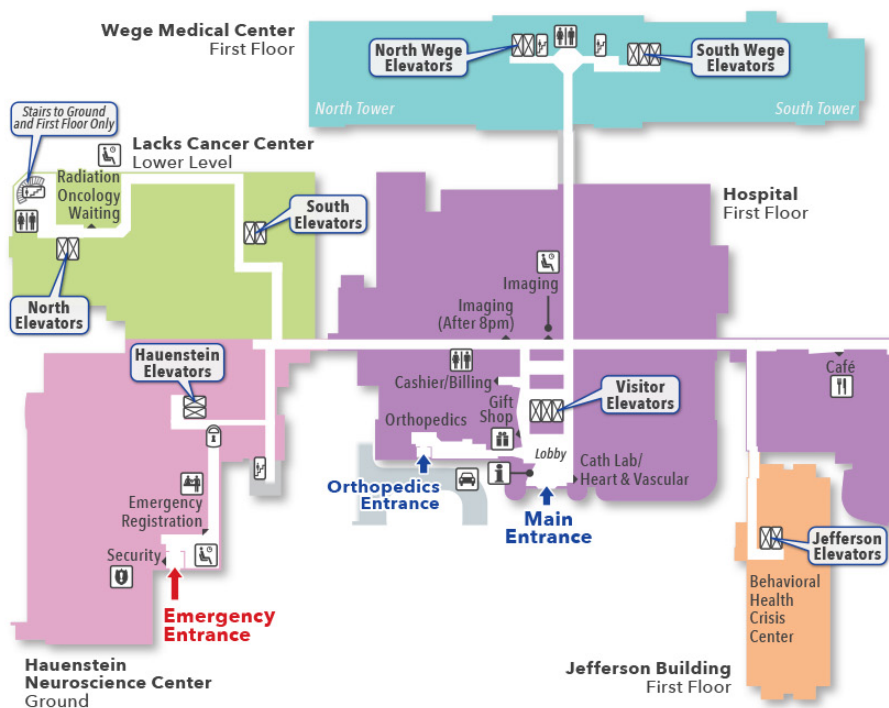 Wege Medical Center
First Floor
North Wege
Elevators
South Wege
Elevators
North Tower
South Tower
Stairs to Ground
and First Floor Only
Lacks Cancer Center
Lower Level
Radiation
Oncology
Waiting
South
Elevators
North
Elevators
Hospital
First Floor
Imaging
Imaging
(After 8pm)
Hauenstein
Elevators
Cashier/Billing
Gift
Shop
Visitor
Elevators
Café
Orthopedics
Lobby
Cath Lab/
Heart & Vascular
Orthopedics
Entrance
Main
Entrance
Emergency
Registration
Security
Emergency
Entrance
Jefferson
Elevators
Behavioral
Health
Crisis
Center
Hauenstein
Neuroscience Center
Ground
Jefferson Building
First Floor